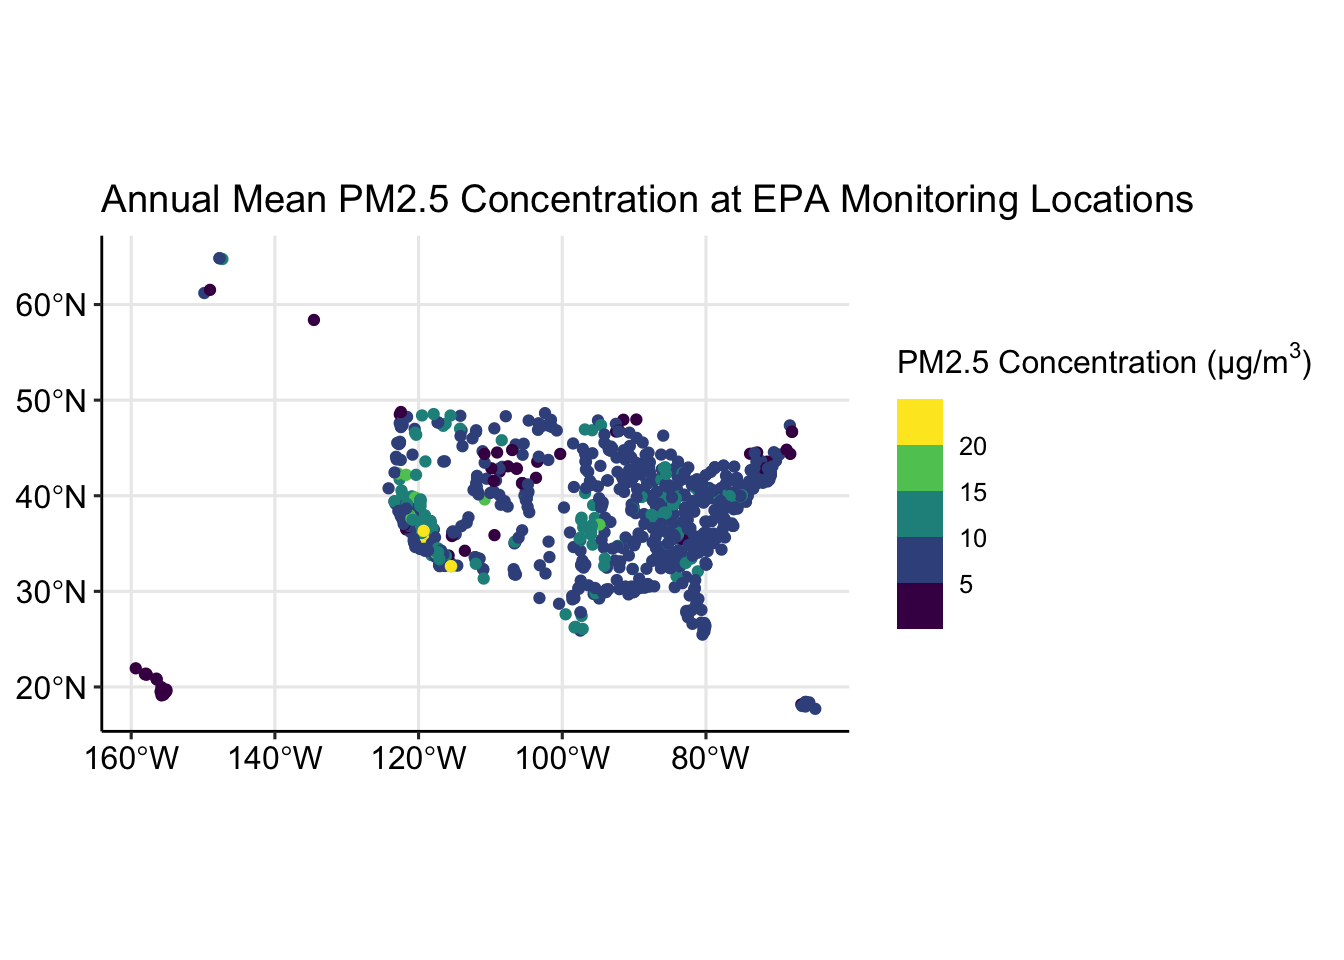 Annual Mean PM2.5 Concentration at EPA Monitoring Locations
60°N
50°N
40°N
30°N
20°N
160°W 140°W 120°W 100°W 80°W
PM2.5 Concentration (µg/m³)
20
15
10
5